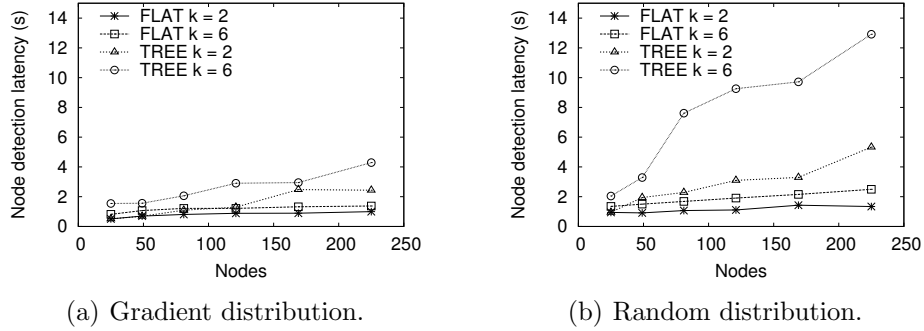 Node detection latency (s)
14
12
10
8
6
4
2
0
FLAT k = 2
FLAT k = 6
TREE k = 2
TREE k = 6
0 50 100 150 200 250
Nodes
(a) Gradient distribution.
Node detection latency (s)
14
12
10
8
6
4
2
0
FLAT k = 2
FLAT k = 6
TREE k = 2
TREE k = 6
0 50 100 150 200 250
Nodes
(b) Random distribution.